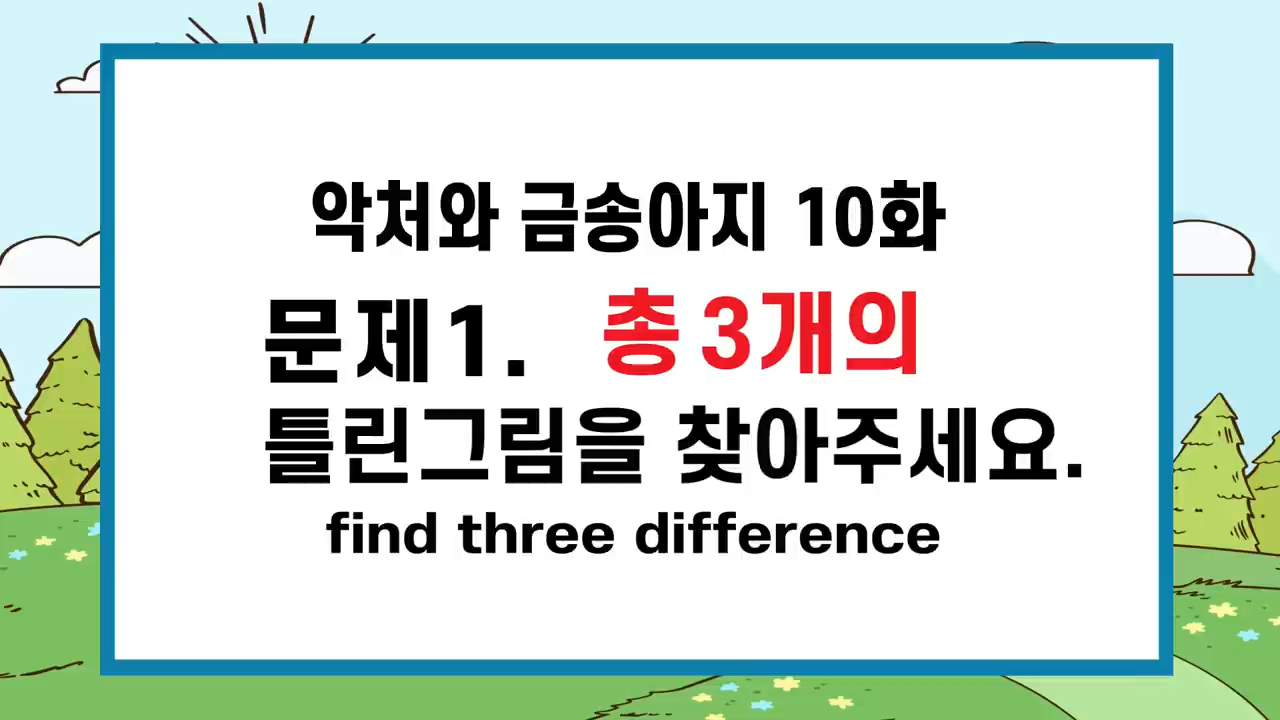 악처와 금송아지 10화
문제1. 총 3개의
틀린그림을 찾아주세요.
find three difference